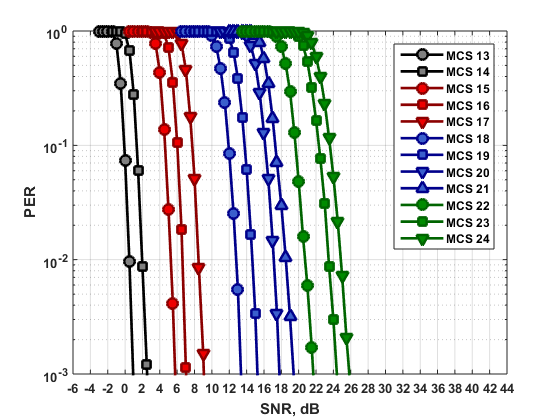 10^0
10^-1
10^-2
10^-3
PER
-6 -4 -2 0 2 4 6 8 10 12 14 16 18 20 22 24 26 28 30 32 34 36 38 40 42 44
SNR, dB
MCS 13
MCS 14
MCS 15
MCS 16
MCS 17
MCS 18
MCS 19
MCS 20
MCS 21
MCS 22
MCS 23
MCS 24